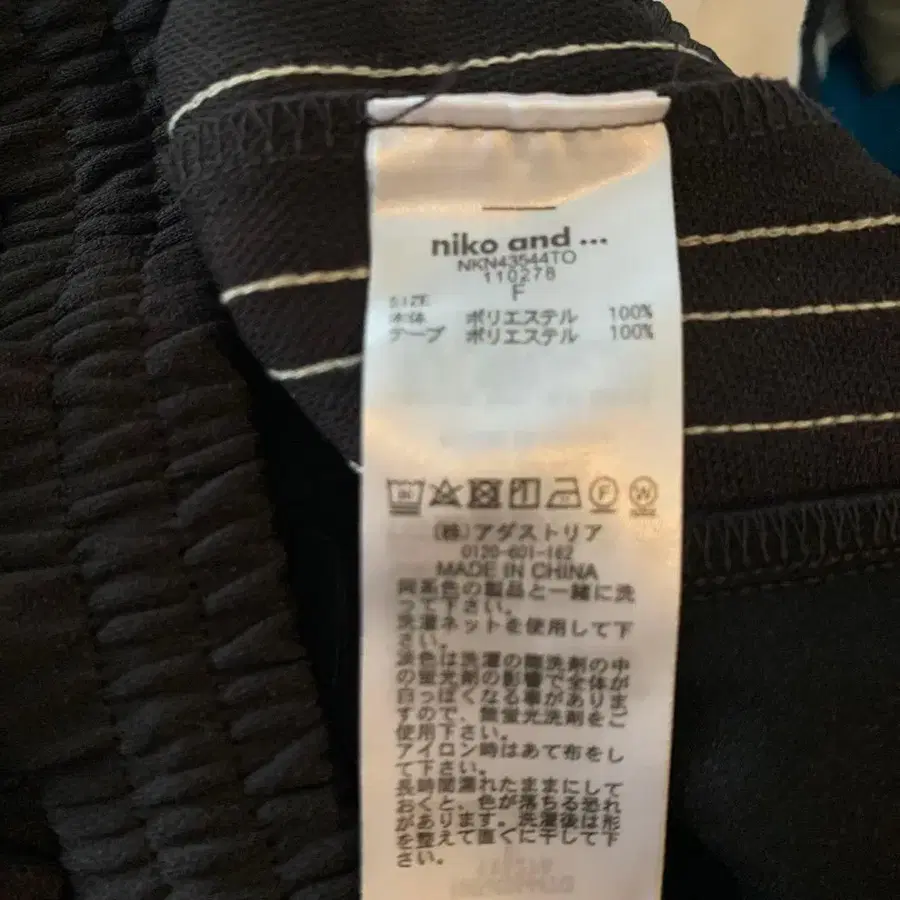 niko and ...
NKN43544TO
110278
SIZE F
本体 ポリエステル 100%
テープ ポリエステル 100%
F W
(株)アダストリア
0120-601-162
MADE IN CHINA
同系色の製品と一緒に洗
って下さい。
洗濯ネットを使用して下
さい。
淡色は洗濯の際洗剤の中
の蛍光剤の影響で全体が
白っぽくなる事がありま
すので、無蛍光洗剤をご
使用下さい。
アイロン時はあて布をし
て下さい。
長時間濡れたままにして
おくと、色が落ちる恐れ
があります。洗濯後は形
を整えて直ぐに干して下
さい。